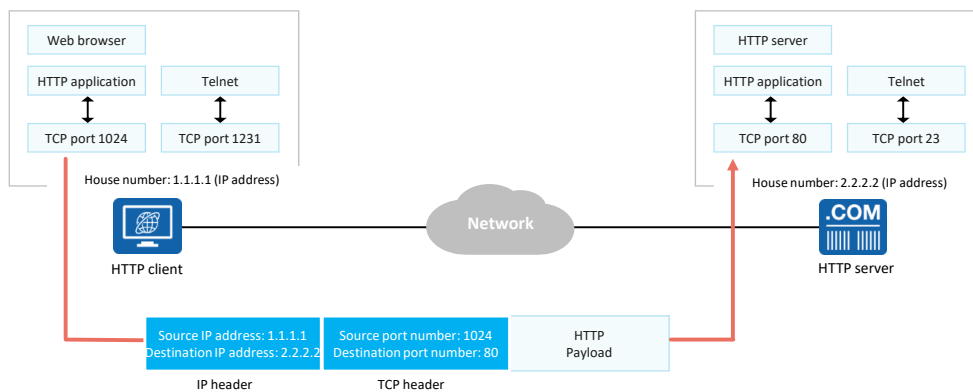 Web browser
HTTP application
Telnet
TCP port 1024
TCP port 1231
House number: 1.1.1.1 (IP address)
HTTP client
Network
HTTP server
HTTP application
Telnet
TCP port 80
TCP port 23
House number: 2.2.2.2 (IP address)
.COM
HTTP server
Source IP address: 1.1.1.1
Destination IP address: 2.2.2.2
IP header
Source port number: 1024
Destination port number: 80
TCP header
HTTP
Payload